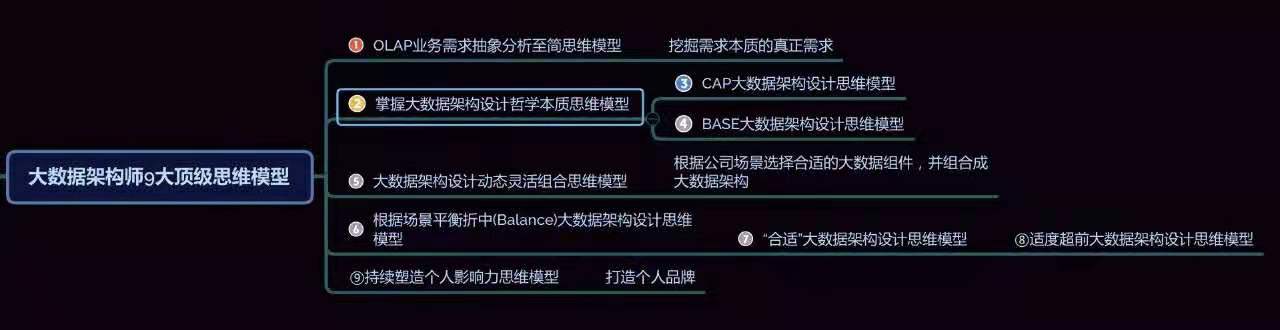 大数据架构师9大顶级思维模型
1 OLAP业务需求抽象分析至简思维模型
挖掘需求本质的真正需求
2 掌握大数据架构设计哲学本质思维模型
3 CAP大数据架构设计思维模型
4 BASE大数据架构设计思维模型
5 大数据架构设计动态灵活组合思维模型
根据公司场景选择合适的大数据组件，并组合成
大数据架构
6 根据场景平衡折中(Balance)大数据架构设计思维
模型
7 “合适”大数据架构设计思维模型
⑧适度超前大数据架构设计思维模型
⑨持续塑造个人影响力思维模型
打造个人品牌